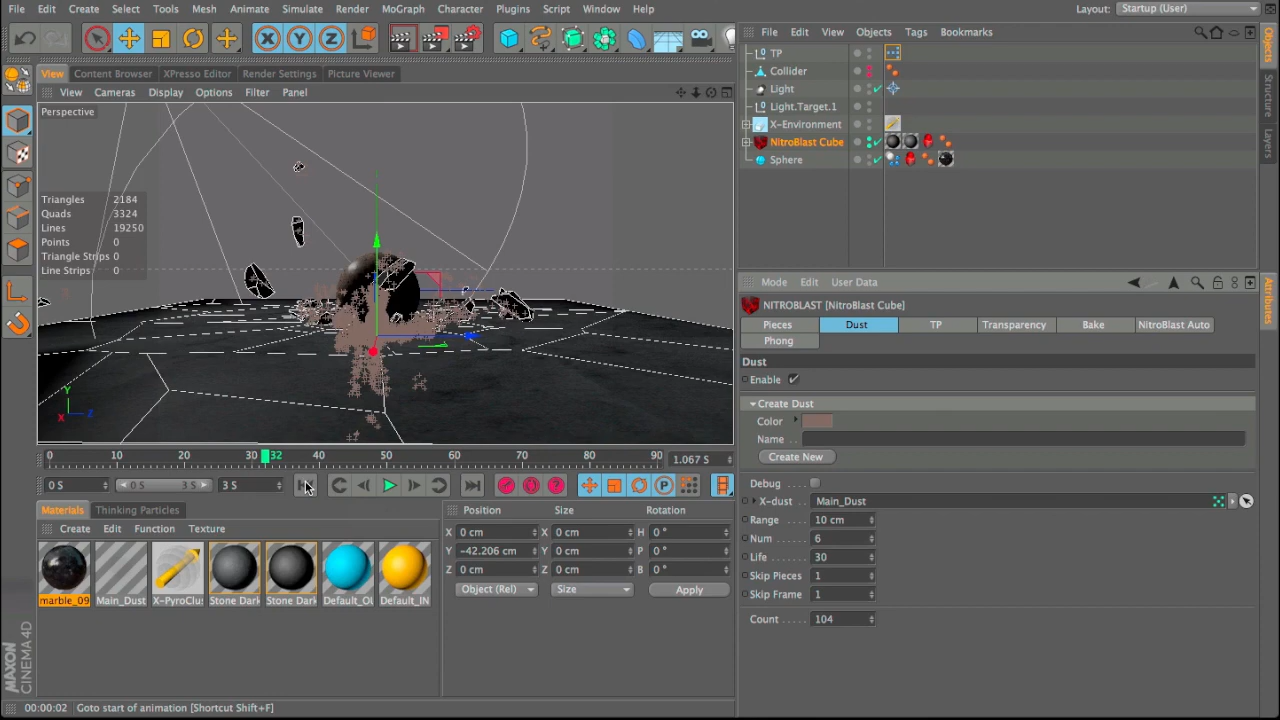 File Edit Create Select Tools Mesh Animate Simulate Render MoGraph Character Plugins Script Window Help Layout: Startup (User)
X Y Z
View Content Browser XPresso Editor Render Settings Picture Viewer
View Cameras Display Options Filter Panel
Perspective
Triangles 2184
Quads 3324
Lines 19250
Points 0
Triangle Strips 0
Line Strips 0
Y
X Z
0 10 20 30 32 40 50 60 70 80 90 1.067 S
0 S 0 S 3 S 3 S
Materials Thinking Particles
Create Edit Function Texture
marble_09 Main_Dust X-PyroClus Stone Dark Stone Dark Default_OU Default_IN
Position Size Rotation
X 0 cm X 0 cm H 0 °
Y -42.206 cm Y 0 cm P 0 °
Z 0 cm Z 0 cm B 0 °
Object (Rel) Size Apply
MAXON
CINEMA 4D
00:00:02 Goto start of animation [Shortcut Shift+F]
File Edit View Objects Tags Bookmarks
TP
Collider
Light
Light.Target.1
X-Environment
NitroBlast Cube
Sphere
Objects
Structure
Layers
Mode Edit User Data
NITROBLAST [NitroBlast Cube]
Pieces Dust TP Transparency Bake NitroBlast Auto
Phong
Dust
Enable
Create Dust
Color
Name
Create New
Debug
X-dust Main_Dust
Range 10 cm
Num 6
Life 30
Skip Pieces 1
Skip Frame 1
Count 104
Attributes